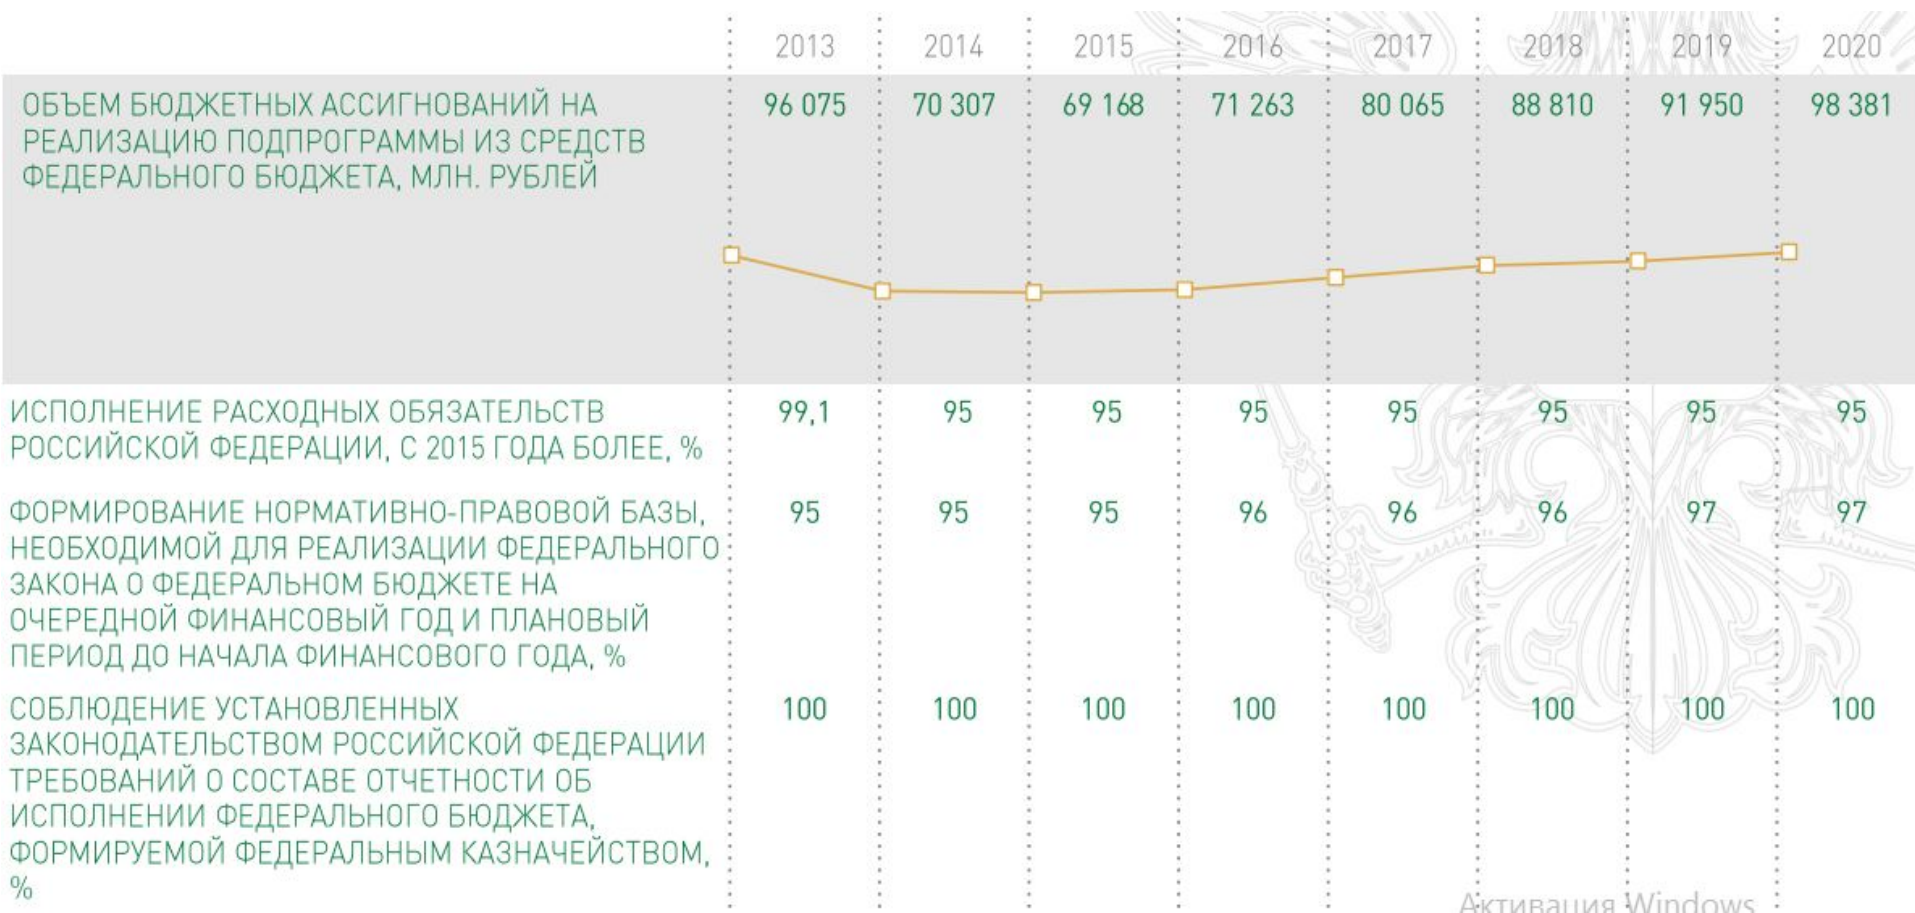 2013 2014 2015 2016 2017 2018 2019 2020
ОБЪЕМ БЮДЖЕТНЫХ АССИГНОВАНИЙ НА 96 075 70 307 69 168 71 263 80 065 88 810 91 950 98 381
РЕАЛИЗАЦИЮ ПОДПРОГРАММЫ ИЗ СРЕДСТВ
ФЕДЕРАЛЬНОГО БЮДЖЕТА, МЛН. РУБЛЕЙ
ИСПОЛНЕНИЕ РАСХОДНЫХ ОБЯЗАТЕЛЬСТВ 99,1 95 95 95 95 95 95 95
РОССИЙСКОЙ ФЕДЕРАЦИИ, С 2015 ГОДА БОЛЕЕ, %
ФОРМИРОВАНИЕ НОРМАТИВНО-ПРАВОВОЙ БАЗЫ, 95 95 95 96 96 96 97 97
НЕОБХОДИМОЙ ДЛЯ РЕАЛИЗАЦИИ ФЕДЕРАЛЬНОГО
ЗАКОНА О ФЕДЕРАЛЬНОМ БЮДЖЕТЕ НА
ОЧЕРЕДНОЙ ФИНАНСОВЫЙ ГОД И ПЛАНОВЫЙ
ПЕРИОД ДО НАЧАЛА ФИНАНСОВОГО ГОДА, %
СОБЛЮДЕНИЕ УСТАНОВЛЕННЫХ 100 100 100 100 100 100 100 100
ЗАКОНОДАТЕЛЬСТВОМ РОССИЙСКОЙ ФЕДЕРАЦИИ
ТРЕБОВАНИЙ О СОСТАВЕ ОТЧЕТНОСТИ ОБ
ИСПОЛНЕНИИ ФЕДЕРАЛЬНОГО БЮДЖЕТА,
ФОРМИРУЕМОЙ ФЕДЕРАЛЬНЫМ КАЗНАЧЕЙСТВОМ,
%
Активация Windows